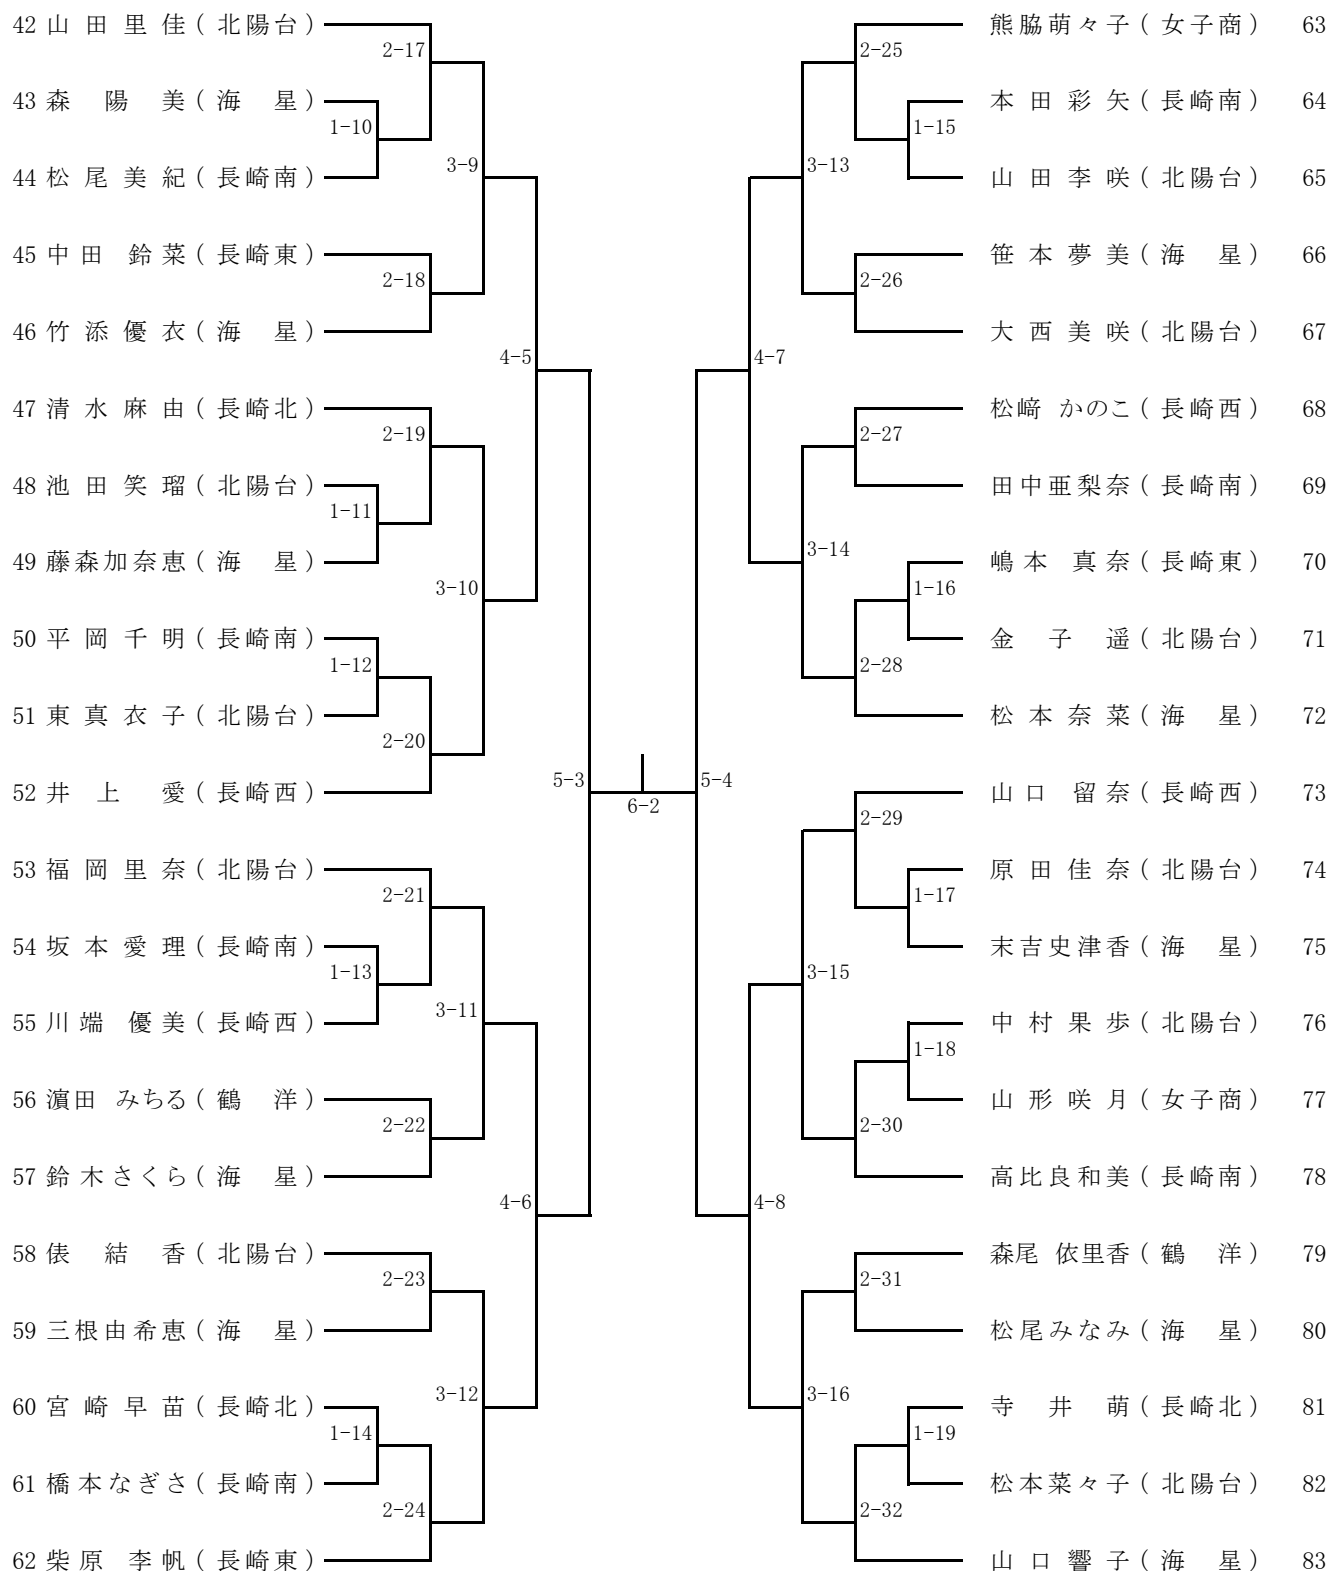 42 山田里佳(北陽台)
2-17
43 森　陽　美(海　星)
1-10
44 松尾美紀(長崎南)
3-9
45 中田　鈴菜(長崎東)
2-18
46 竹添優衣(海　星)
4-5
47 清水麻由(長崎北)
2-19
48 池田笑瑠(北陽台)
1-11
49 藤森加奈恵(海　星)
3-10
50 平岡千明(長崎南)
1-12
51 東真衣子(北陽台)
2-20
52 井　上　愛(長崎西)
5-3
53 福岡里奈(北陽台)
2-21
54 坂本愛理(長崎南)
1-13
55 川端　優美(長崎西)
3-11
56 濵田　みちる(鶴　洋)
2-22
57 鈴木さくら(海　星)
4-6
58 俵　結　香(北陽台)
2-23
59 三根由希恵(海　星)
3-12
60 宮崎早苗(長崎北)
1-14
61 橋本なぎさ(長崎南)
2-24
62 柴原　李帆(長崎東)
6-2
熊脇萌々子(女子商) 63
2-25
本田彩矢(長崎南) 64
1-15
山田李咲(北陽台) 65
3-13
笹本夢美(海　星) 66
2-26
大西美咲(北陽台) 67
4-7
松﨑　かのこ(長崎西) 68
2-27
田中亜梨奈(長崎南) 69
3-14
嶋本　真奈(長崎東) 70
1-16
金　子　遥(北陽台) 71
2-28
松本奈菜(海　星) 72
5-4
山口　留奈(長崎西) 73
2-29
原田佳奈(北陽台) 74
1-17
末吉史津香(海　星) 75
3-15
中村果歩(北陽台) 76
1-18
山形咲月(女子商) 77
2-30
高比良和美(長崎南) 78
4-8
森尾　依里香(鶴　洋) 79
2-31
松尾みなみ(海　星) 80
3-16
寺　井　萌(長崎北) 81
1-19
松本菜々子(北陽台) 82
2-32
山口響子(海　星) 83